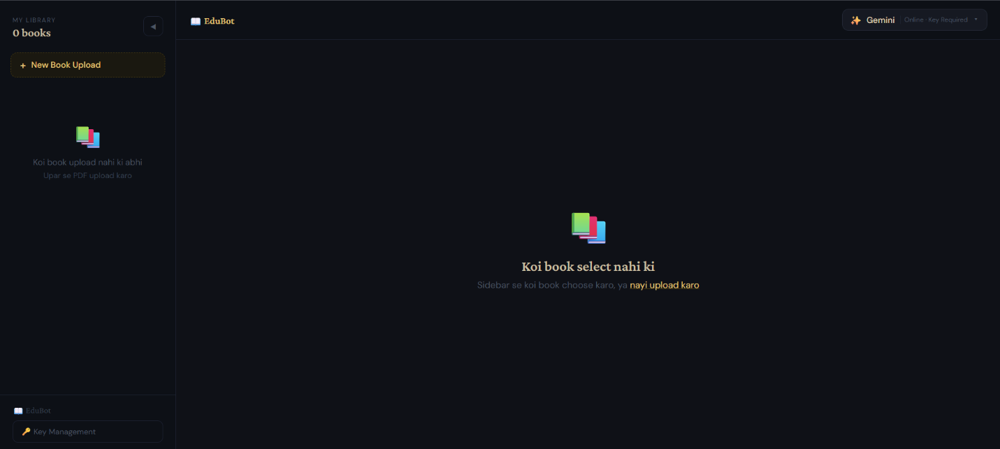 MY LIBRARY
0 books
+ New Book Upload
Koi book upload nahi ki abhi
Upar se PDF upload karo
EduBot
Key Management
EduBot
Gemini Online · Key Required
Koi book select nahi ki
Sidebar se koi book choose karo, ya nayi upload karo